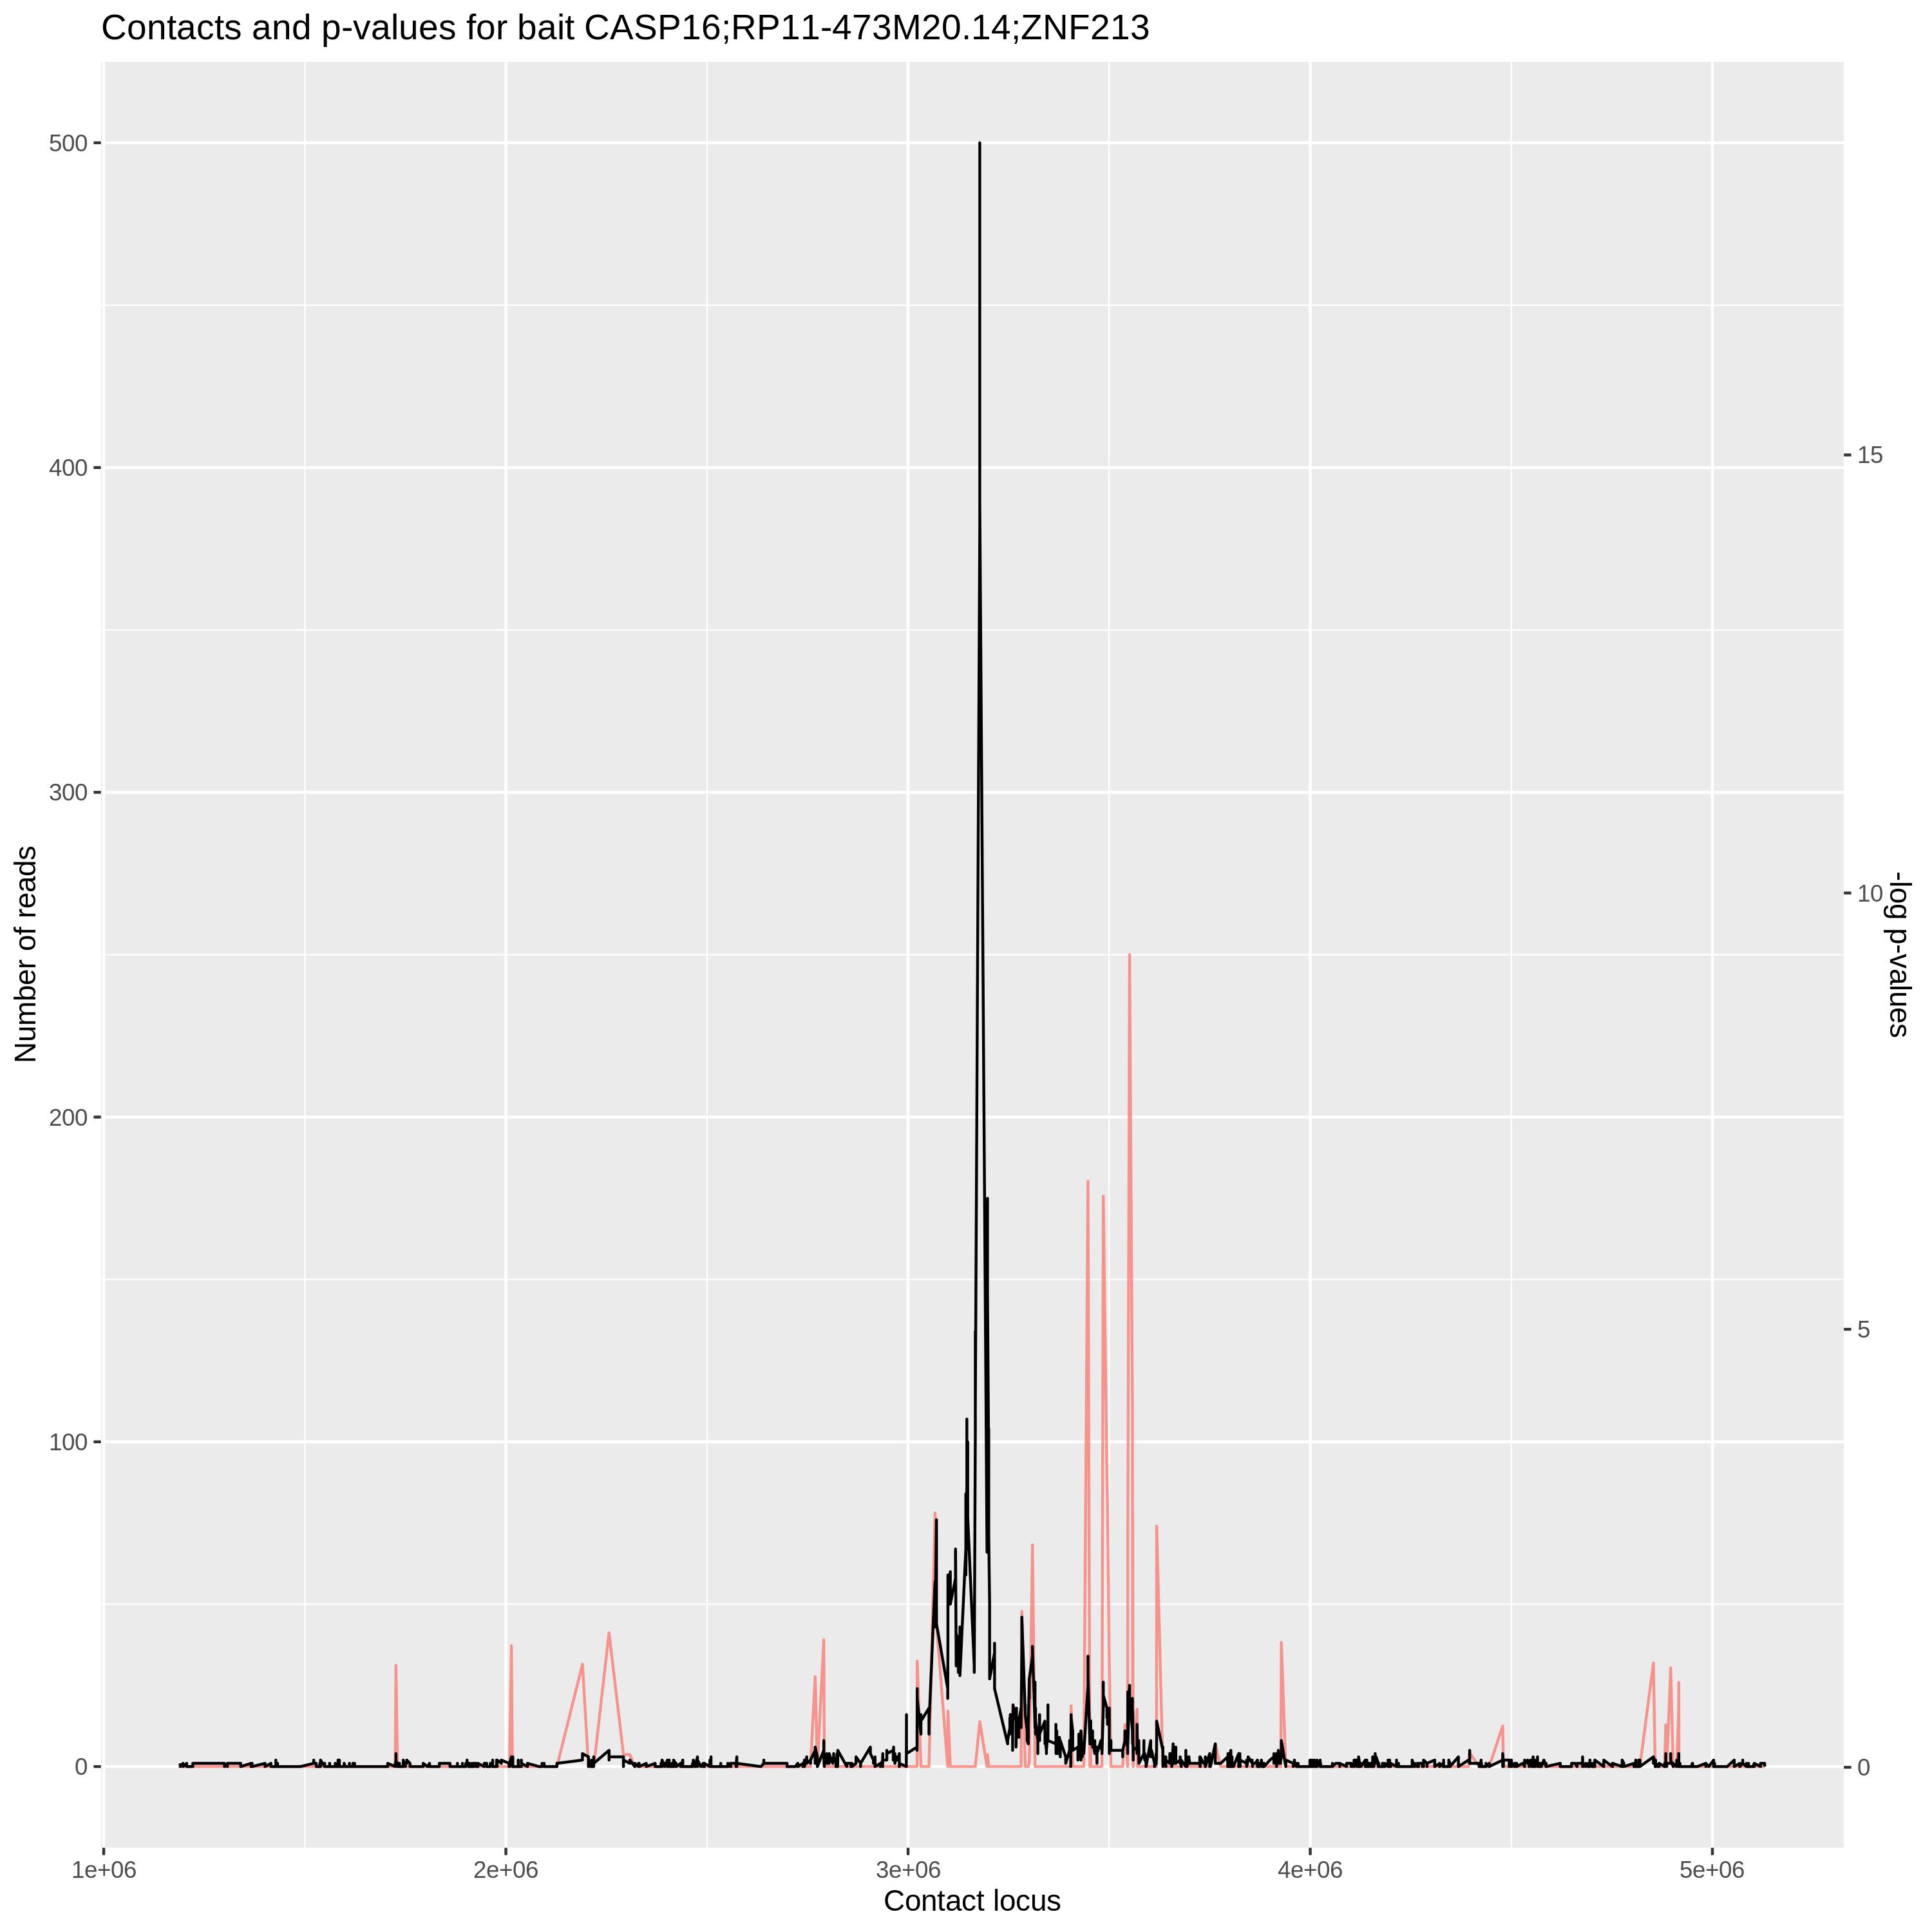 Contacts and p-values for bait CASP16;RP11-473M20.14;ZNF213
500
400
300
200
100
0
Number of reads
15
10
5
0
-log p-values
1e+06
2e+06
3e+06
4e+06
5e+06
Contact locus